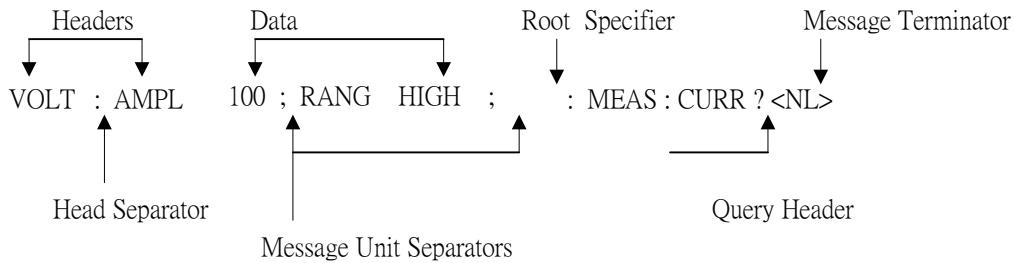 Headers Data Root Specifier Message Terminator
VOLT : AMPL 100 ; RANG HIGH ; : MEAS : CURR ? <NL>
Head Separator Query Header
Message Unit Separators